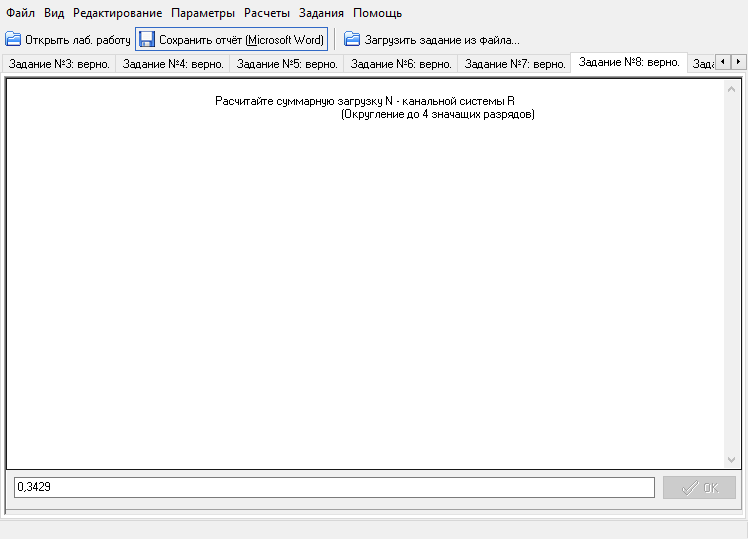 Файл Вид Редактирование Параметры Расчеты Задания Помощь
Открыть лаб. работу Сохранить отчёт (Microsoft Word) Загрузить задание из файла...
Задание №3: верно. Задание №4: верно. Задание №5: верно. Задание №6: верно. Задание №7: верно. Задание №8: верно. Зада
Расчитайте суммарную загрузку N - канальной системы R
(Округление до 4 значащих разрядов)
0,3429
OK